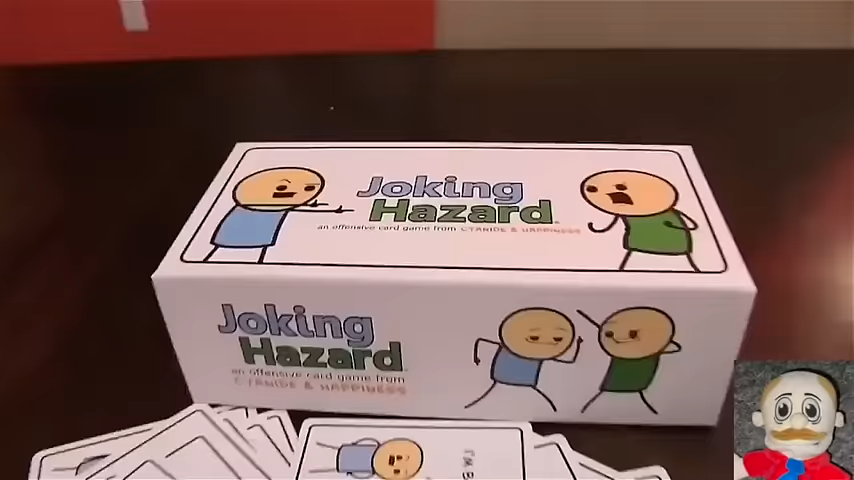 Joking
Hazard
an offensive card game from CYANIDE & HAPPINESS
Joking
Hazard
an offensive card game from
CYANIDE & HAPPINESS
I'M